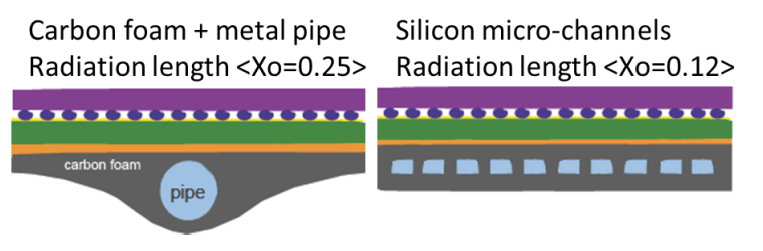 Carbon foam + metal pipe
Radiation length <Xo=0.25>
Silicon micro-channels
Radiation length <Xo=0.12>
carbon foam
pipe